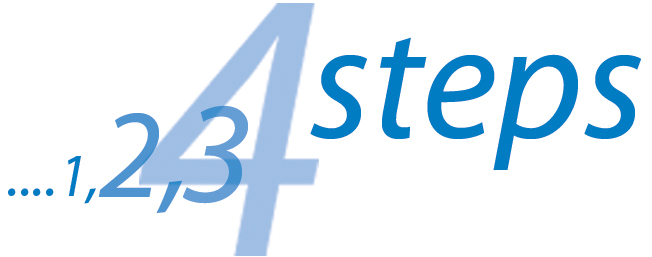 .... 1,2,3 4 steps